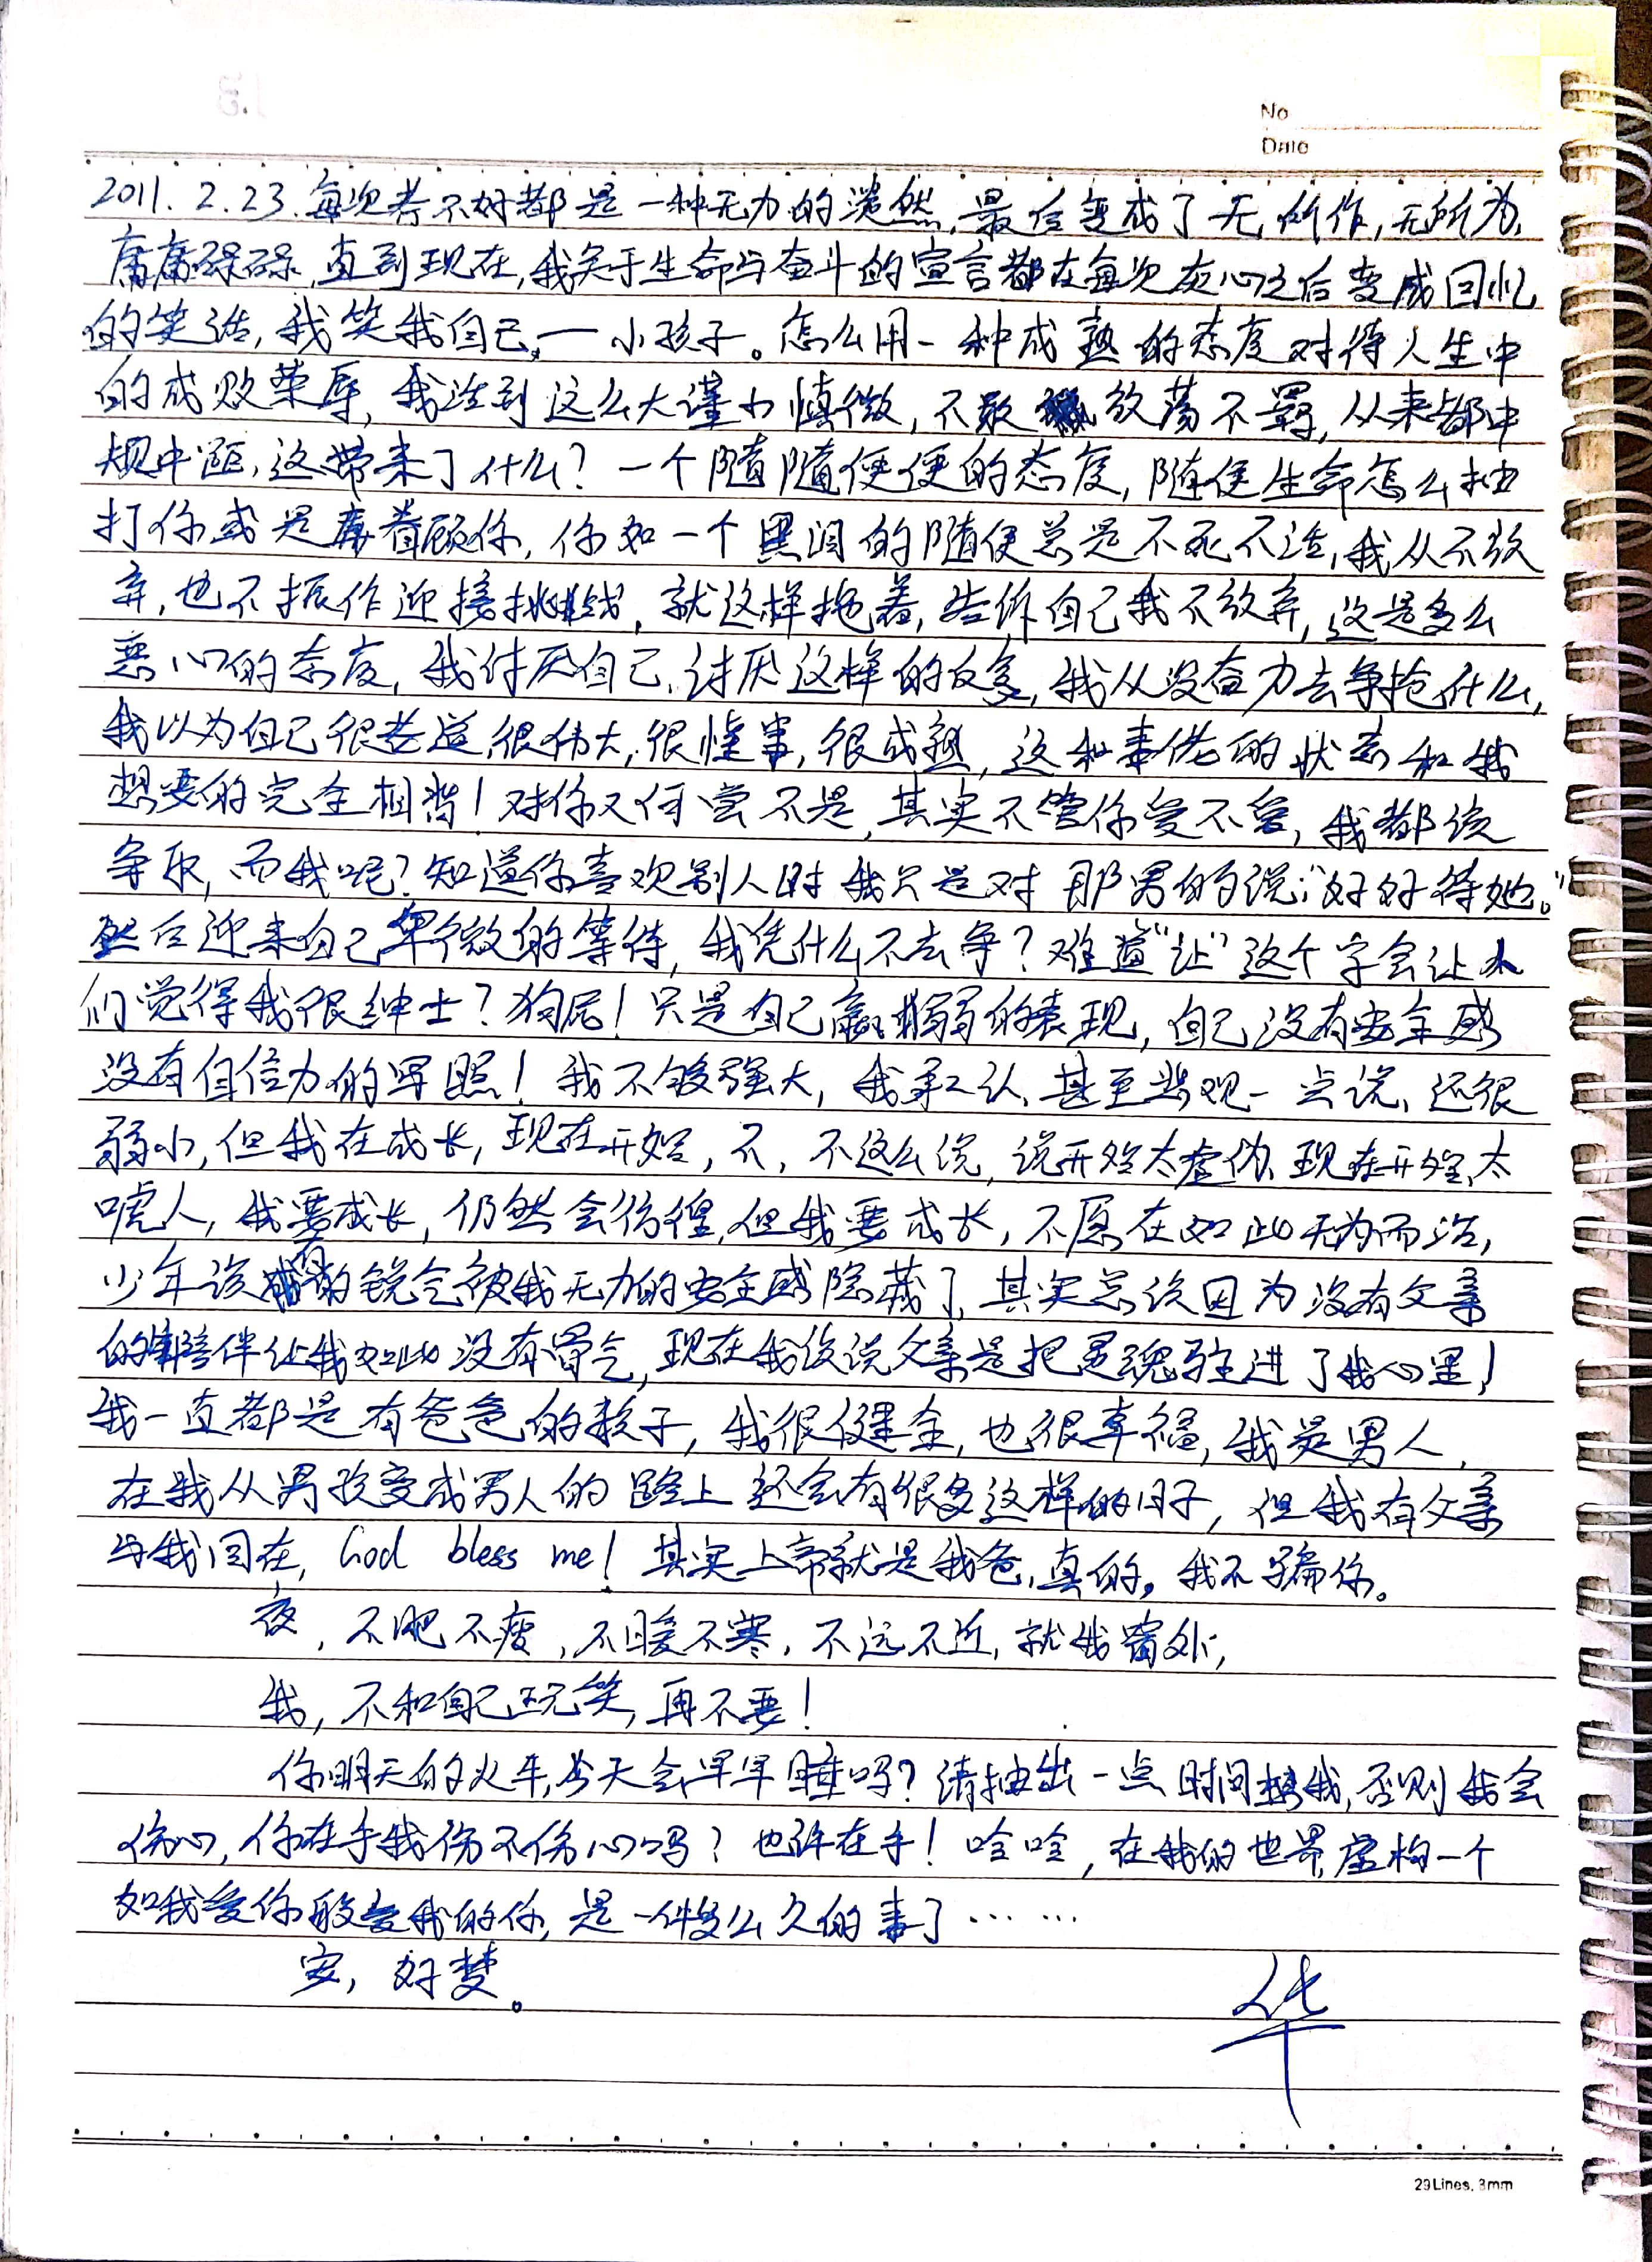 No
Date
2011.2.23.每次考不好都是一种无力的溃然,最后变成了无所作,无所为,
庸庸碌碌,直到现在,我关于生命与奋斗的宣言都在每次灰心之后变成回忆
的笑话,我笑我自己,一小孩子。怎么用一种成熟的态度对待人生中
的成败荣辱,我活到这么大谨小慎微,不敢放荡不羁,从来都中
规中距,这带来了什么?一个随随便便的态度,随便生命怎么抽
打你或是眷顾你,你如一个黑洞的随便总是不死不活,我从不放
弃,也不振作迎接挑战,就这样拖着,告诉自己我不放弃,这是多么
恶心的态度,我讨厌自己,讨厌这样的反复,我从没奋力去争抢什么,
我以为自己很苍道,很伟大,很懂事,很成熟,这和事情的状态和我
想要的完全相背!对你又何尝不是,其实不管你爱不爱,我都该
争取,而我呢?知道你喜欢别人时我只是对那男的说:“好好待她。”
然后迎来自己卑微的等待,我凭什么不去争?难道“让”这个字会让人
们觉得我很绅士?狗屁!只是自己羸弱的表现,自己没有安全感
没有自信力的写照!我不够强大,我承认,甚至悲观一点说,还很
弱小,但我在成长,现在开始,不,不这么说,说开始太虚伪,现在开始,太
唬人,我要成长,仍然会彷徨,但我要成长,不愿在如此无为而活,
少年该有的锐气被我无力的安全感隐藏了,其实总说因为没有父亲
的陪伴让我如此没有骨气,现在我该说父亲是把灵魂驻进了我心里!
我一直都是有爸爸的孩子,我很健全,也很幸福,我是男人,
在我从男孩变成男人的路上还会有很多这样的日子,但我有父亲
与我同在,God bless me!其实上帝就是我爸,真的,我不骗你。
夜,不肥不瘦,不暖不寒,不远不近,就我窗外;
我,不和自己玩笑,再不要!
你明天的火车,今天会早早睡吗?请抽出一点时间想我,否则我会
伤心,你在乎我伤不伤心吗?也许在乎!哈哈,在我的世界虚构一个
如我爱你般爱我的你,是一件多么久的事了……
安,好梦。
华
29Lines, 8mm